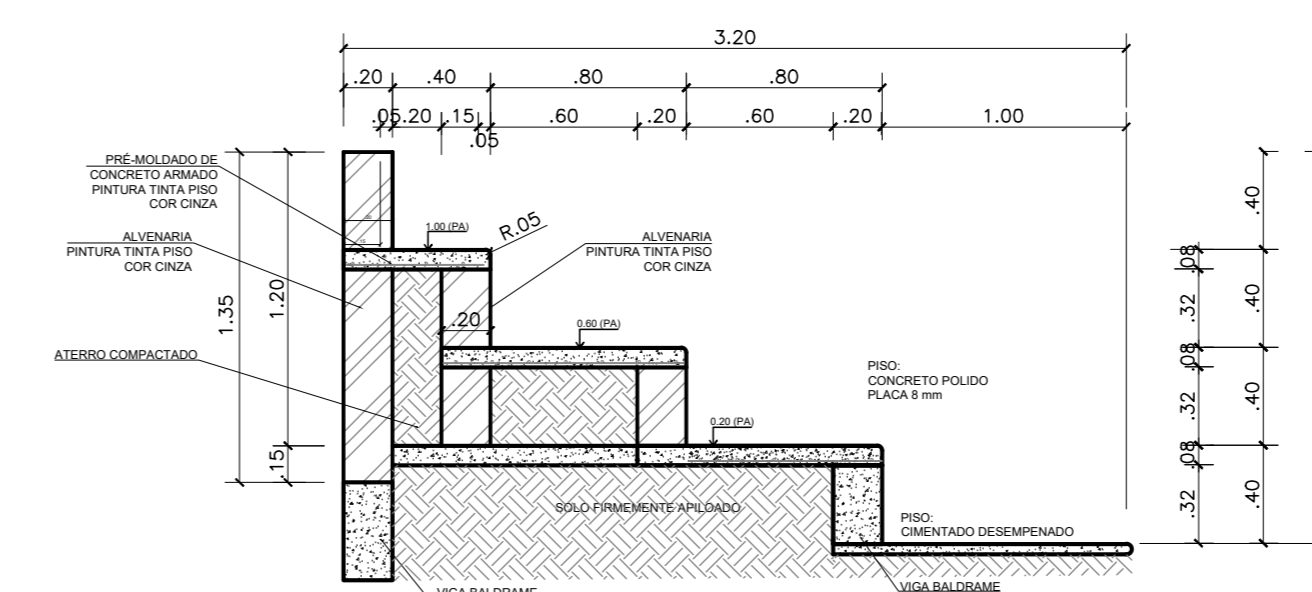 3.20
.20 .40 .80 .80
.05 .20 .15 .05 .60 .20 .60 .20 1.00
PRÉ-MOLDADO DE
CONCRETO ARMADO
PINTURA TINTA PISO
COR CINZA
ALVENARIA
PINTURA TINTA PISO
COR CINZA
ATERRO COMPACTADO
1.35
1.20
.15
.20
.15
1.00 (PA)
R.05
ALVENARIA
PINTURA TINTA PISO
COR CINZA
.20
0.60 (PA)
0.20 (PA)
PISO:
CONCRETO POLIDO
PLACA 8 mm
SOLO FIRMEMENTE APILOADO
PISO:
CIMENTADO DESEMPENADO
VIGA BALDRAME
VIGA BALDRAME
.08
.32
.08
.32
.08
.32
.40
.40
.40
.40